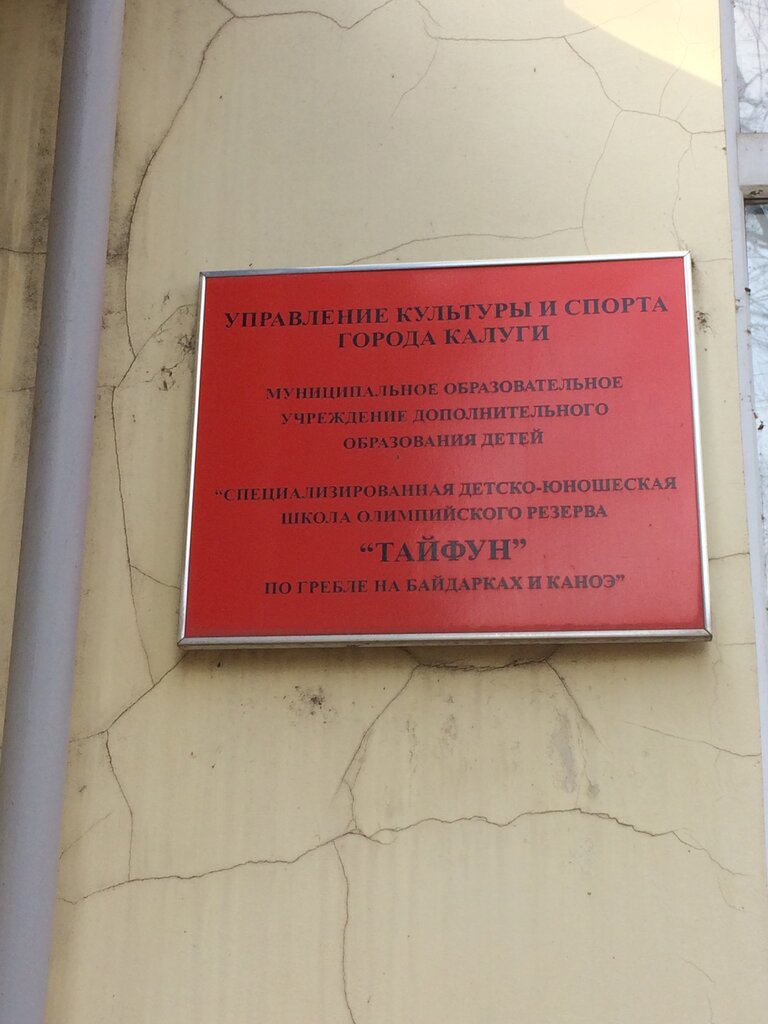 УПРАВЛЕНИЕ КУЛЬТУРЫ И СПОРТА
ГОРОДА КАЛУГИ
МУНИЦИПАЛЬНОЕ ОБРАЗОВАТЕЛЬНОЕ
УЧРЕЖДЕНИЕ ДОПОЛНИТЕЛЬНОГО
ОБРАЗОВАНИЯ ДЕТЕЙ
“СПЕЦИАЛИЗИРОВАННАЯ ДЕТСКО-ЮНОШЕСКАЯ
ШКОЛА ОЛИМПИЙСКОГО РЕЗЕРВА
“ТАЙФУН”
ПО ГРЕБЛЕ НА БАЙДАРКАХ И КАНОЭ”